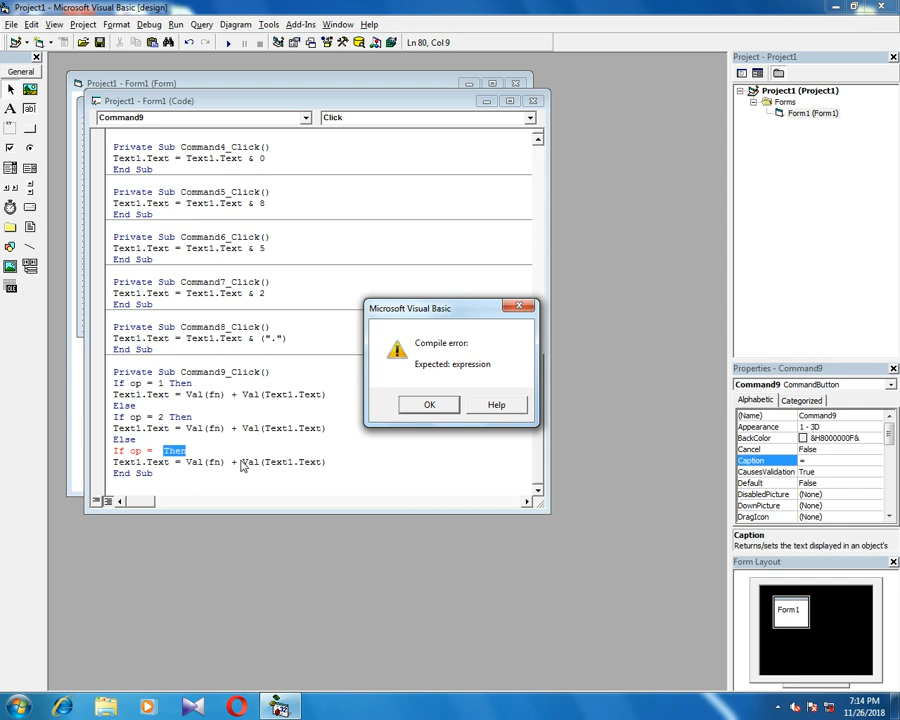 Project1 - Microsoft Visual Basic [design]
File Edit View Project Format Debug Run Query Diagram Tools Add-Ins Window Help
Ln 80, Col 9
General
Project1 - Form1 (Form)
Project1 - Form1 (Code)
Command9
Click
Private Sub Command4_Click()
Text1.Text = Text1.Text & 0
End Sub
Private Sub Command5_Click()
Text1.Text = Text1.Text & 8
End Sub
Private Sub Command6_Click()
Text1.Text = Text1.Text & 5
End Sub
Private Sub Command7_Click()
Text1.Text = Text1.Text & 2
End Sub
Private Sub Command8_Click()
Text1.Text = Text1.Text & (".")
End Sub
Private Sub Command9_Click()
If op = 1 Then
Text1.Text = Val(fn) + Val(Text1.Text)
Else
If op = 2 Then
Text1.Text = Val(fn) + Val(Text1.Text)
Else
If op = Then
Text1.Text = Val(fn) + Val(Text1.Text)
End Sub
Microsoft Visual Basic
Compile error:
Expected: expression
OK
Help
Project - Project1
Project1 (Project1)
Forms
Form1 (Form1)
Properties - Command9
Command9 CommandButton
Alphabetic Categorized
(Name) Command9
Appearance 1 - 3D
BackColor &H8000000F&
Cancel False
Caption =
CausesValidation True
Default False
DisabledPicture (None)
DownPicture (None)
DragIcon (None)
Caption
Returns/sets the text displayed in an object's
Form Layout
Form1
7:14 PM
11/26/2018